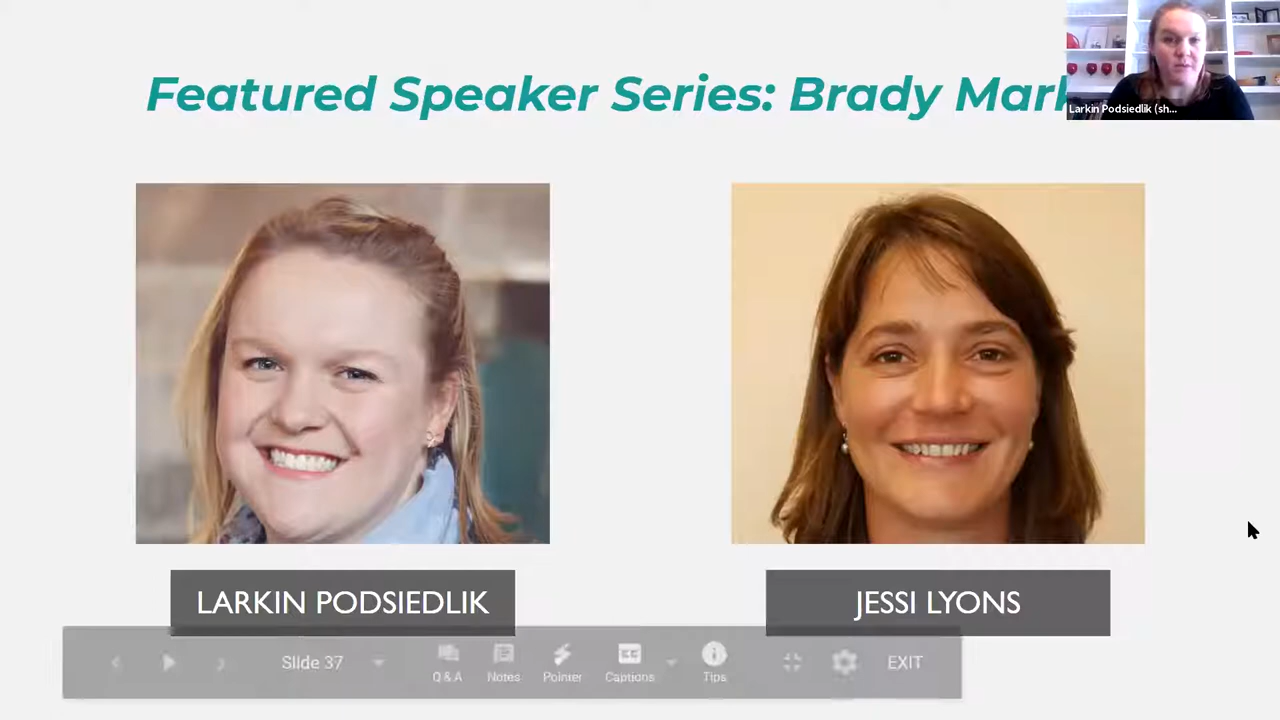 Featured Speaker Series: Brady Mark
Larkin Podsiedlik (sh...
LARKIN PODSIEDLIK
JESSI LYONS
Slide 37
Q & A
Notes
Pointer
Captions
Tips
EXIT